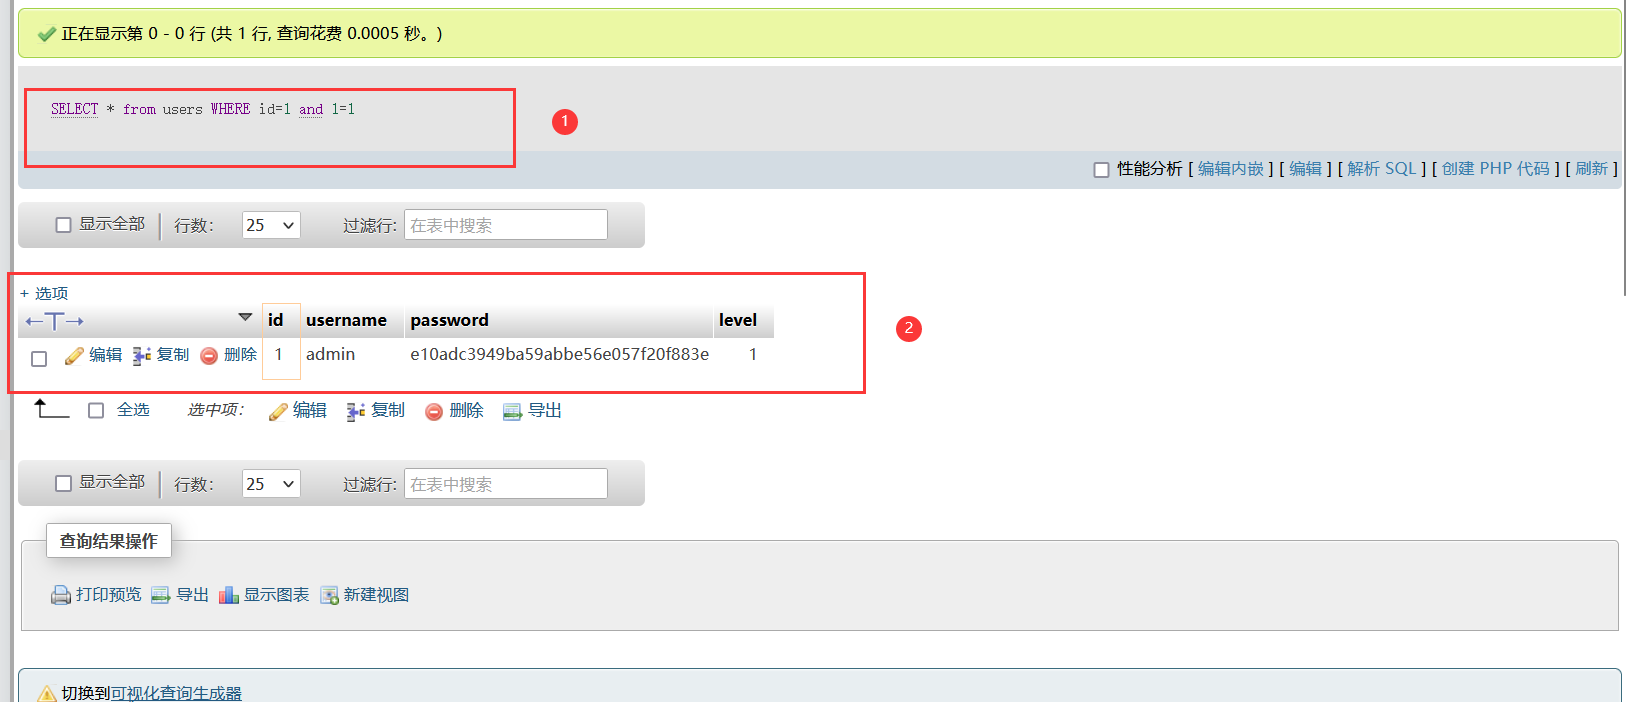 正在显示第 0 - 0 行 (共 1 行, 查询花费 0.0005 秒。)
SELECT * from users WHERE id=1 and 1=1
1
性能分析 [ 编辑内嵌 ] [ 编辑 ] [ 解析 SQL ] [ 创建 PHP 代码 ] [ 刷新 ]
显示全部 行数： 25 过滤行: 在表中搜索
+ 选项
←T→ id username password level
2
编辑 复制 删除 1 admin e10adc3949ba59abbe56e057f20f883e 1
全选 选中项： 编辑 复制 删除 导出
显示全部 行数： 25 过滤行: 在表中搜索
查询结果操作
打印预览 导出 显示图表 新建视图
切换到可视化查询生成器